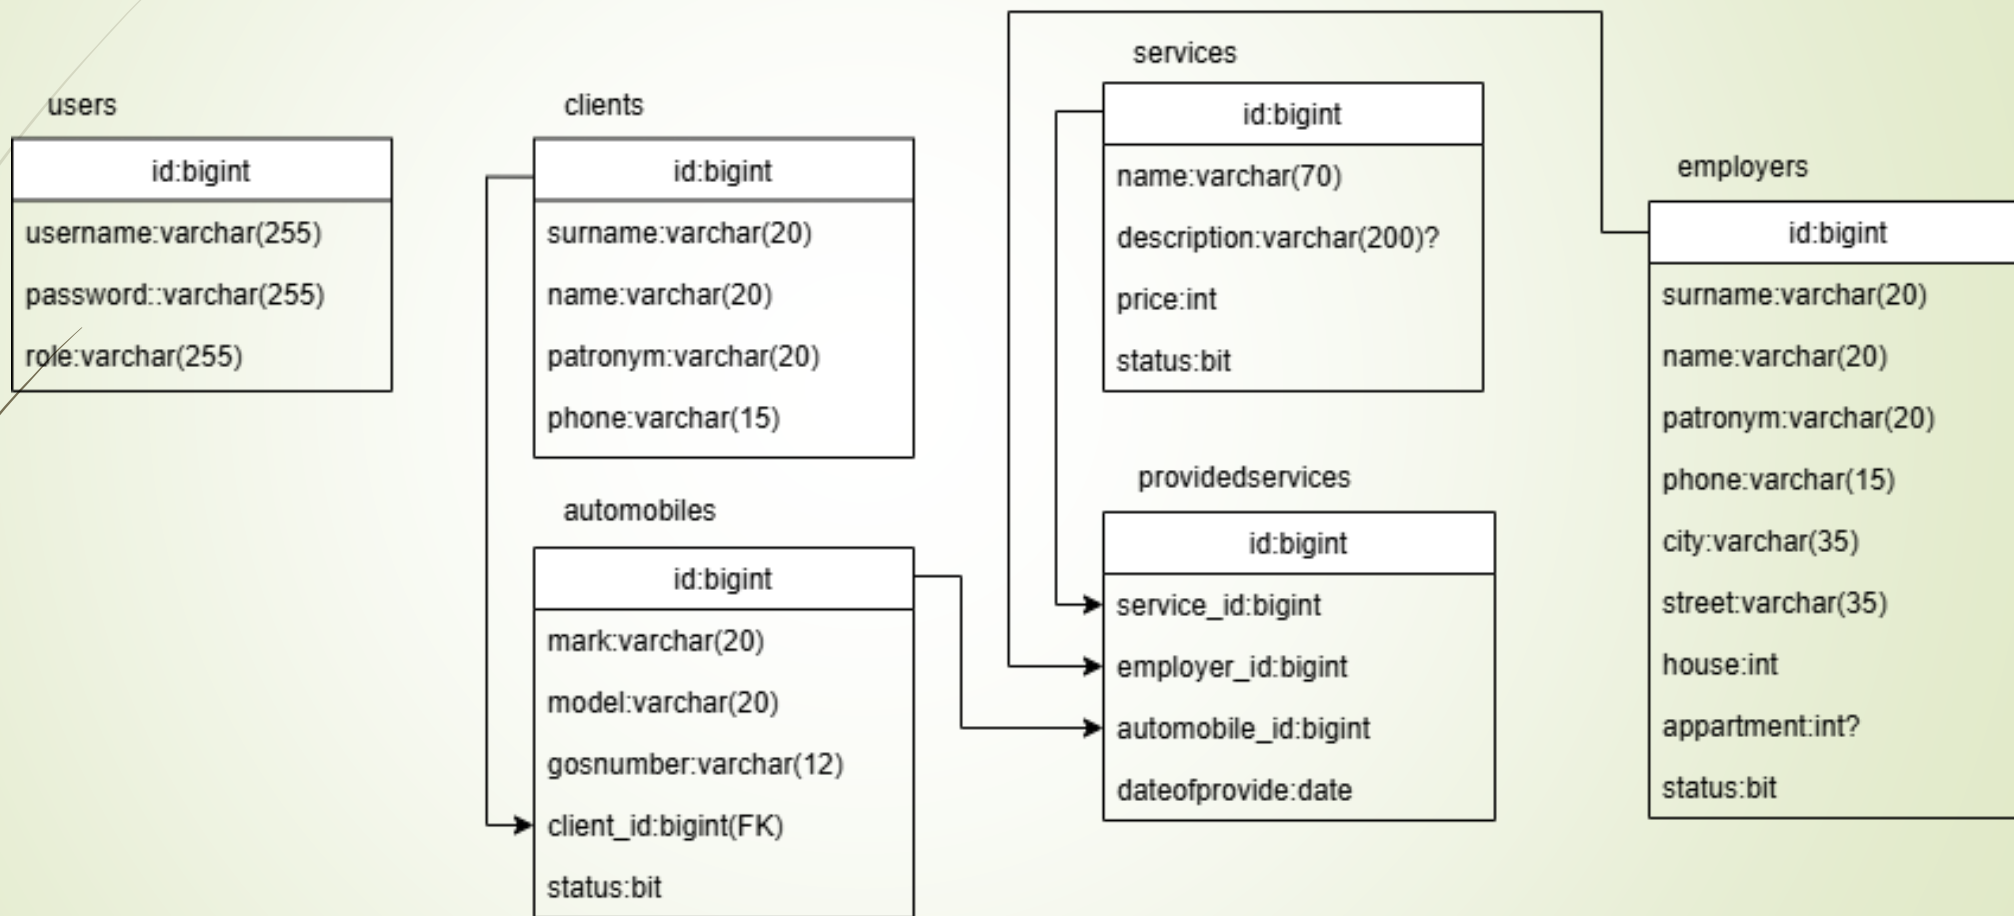 users
id:bigint
username:varchar(255)
password::varchar(255)
role:varchar(255)
clients
id:bigint
surname:varchar(20)
name:varchar(20)
patronym:varchar(20)
phone:varchar(15)
automobiles
id:bigint
mark:varchar(20)
model:varchar(20)
gosnumber:varchar(12)
client_id:bigint(FK)
status:bit
services
id:bigint
name:varchar(70)
description:varchar(200)?
price:int
status:bit
providedservices
id:bigint
service_id:bigint
employer_id:bigint
automobile_id:bigint
dateofprovide:date
employers
id:bigint
surname:varchar(20)
name:varchar(20)
patronym:varchar(20)
phone:varchar(15)
city:varchar(35)
street:varchar(35)
house:int
appartment:int?
status:bit